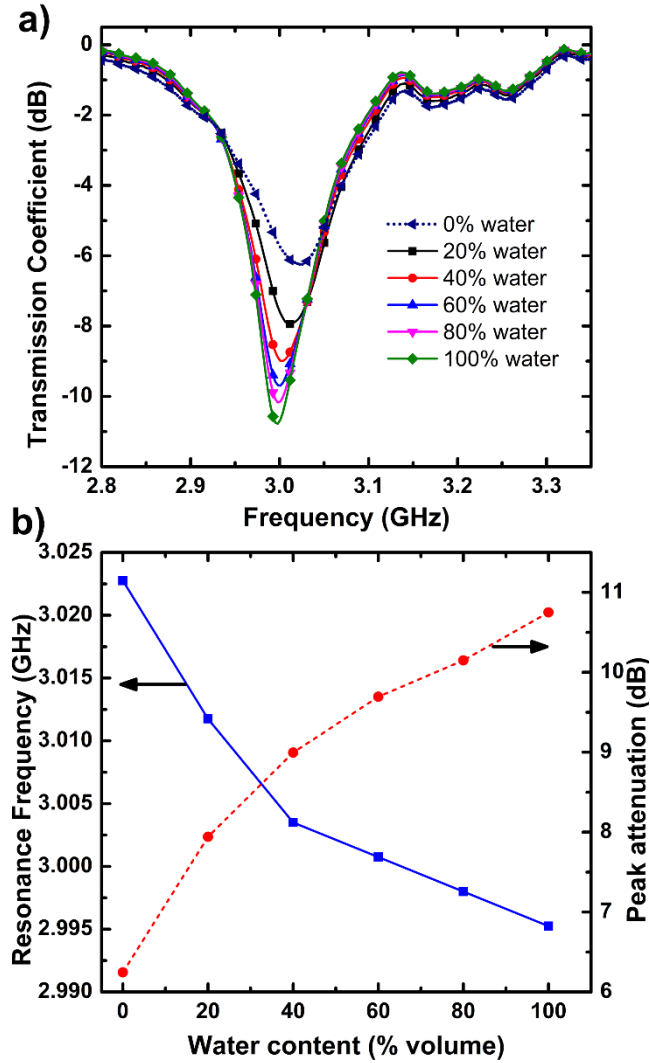 a)
0
-2
-4
-6
-8
-10
-12
Transmission Coefficient (dB)
0% water
20% water
40% water
60% water
80% water
100% water
2.8 2.9 3.0 3.1 3.2 3.3
Frequency (GHz)
b)
3.025
3.020
3.015
3.010
3.005
3.000
2.995
2.990
Resonance Frequency (GHz)
11
10
9
8
7
6
Peak attenuation (dB)
0 20 40 60 80 100
Water content (% volume)